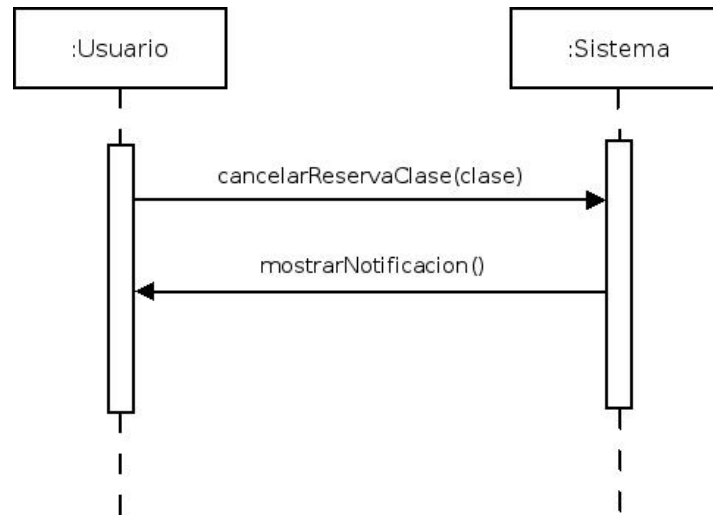 :Usuario
:Sistema
cancelarReservaClase(clase)
mostrarNotificacion()